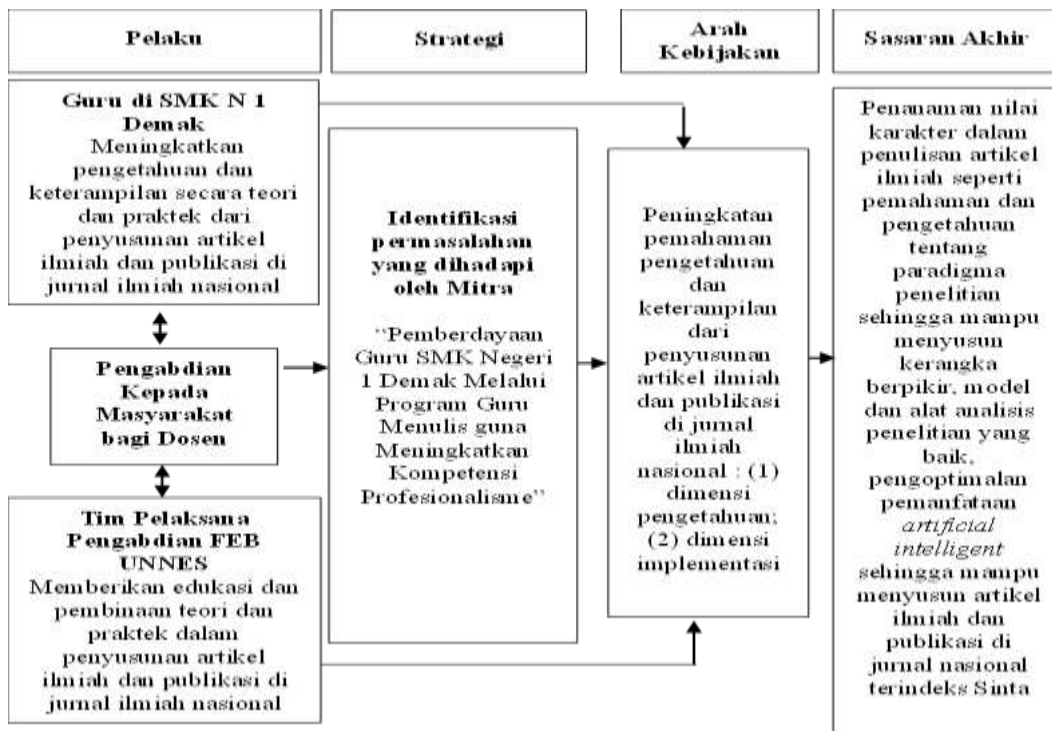 Pelaku
Strategi
Arah
Kebijakan
Sasaran Akhir
Guru di SMK N 1
Demak
Meningkatkan
pengetahuan dan
keterampilan secara teori
dan praktek dari
penyusunan artikel
ilmiah dan publikasi di
jurnal ilmiah nasional
Pengabdian
Kepada
Masyarakat
bagi Dosen
Tim Pelaksana
Pengabdian FEB
UNNES
Memberikan edukasi dan
pembinaan teori dan
praktek dalam
penyusunan artikel
ilmiah dan publikasi di
jurnal ilmiah nasional
Identifikasi
permasalahan
yang dihadapi
oleh Mitra
“Pemberdayaan
Guru SMK Negeri
1 Demak Melalui
Program Guru
Menulis guna
Meningkatkan
Kompetensi
Profesionalisme”
Peningkatan
pemahaman
pengetahuan
dan
keterampilan
dari
penyusunan
artikel ilmiah
dan publikasi
di jurnal
ilmiah
nasional : (1)
dimensi
pengetahuan;
(2) dimensi
implementasi
Penanaman nilai
karakter dalam
penulisan artikel
ilmiah seperti
pemahaman dan
pengetahuan
tentang
paradigma
penelitian
sehingga mampu
menyusun
kerangka
berpikir, model
dan alat analisis
penelitian yang
baik,
pengoptimalan
pemanfataan
artificial
intelligent
sehingga mampu
menyusun artikel
ilmiah dan
publikasi di
jurnal nasional
terindeks Sinta